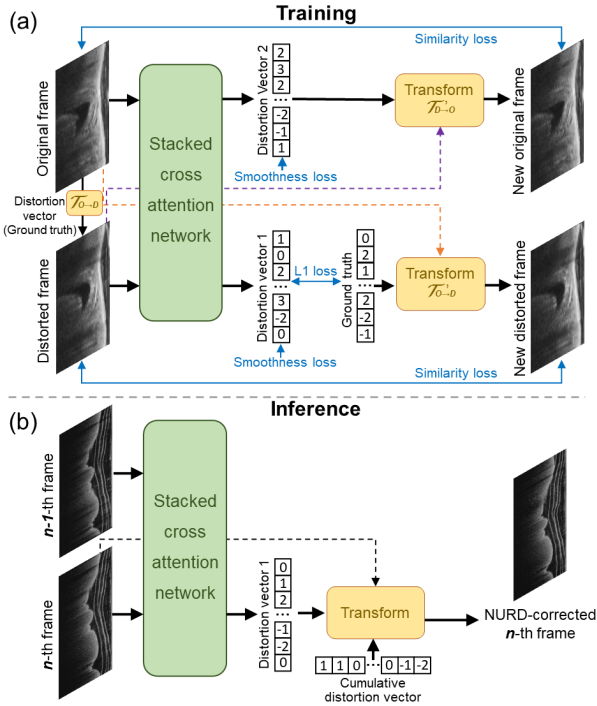 (a)
Training
Similarity loss
Original frame
Stacked
cross
attention
network
Distortion Vector 2
2
3
2
...
-2
-1
1
Smoothness loss
Transform
𝒯'D→O
New original frame
Distortion
vector
(Ground truth)
𝒯O→D
Distorted frame
Distortion vector 1
1
0
2
...
3
-2
0
Smoothness loss
L1 loss
Ground truth
0
2
1
...
2
-2
-1
Transform
𝒯'O→D
New distorted frame
Similarity loss
Inference
(b)
n-1-th frame
n-th frame
Stacked
cross
attention
network
Distortion vector 1
0
1
2
...
-1
-2
0
Transform
1 1 0 ... 0 -1 -2
Cumulative
distortion vector
NURD-corrected
n-th frame